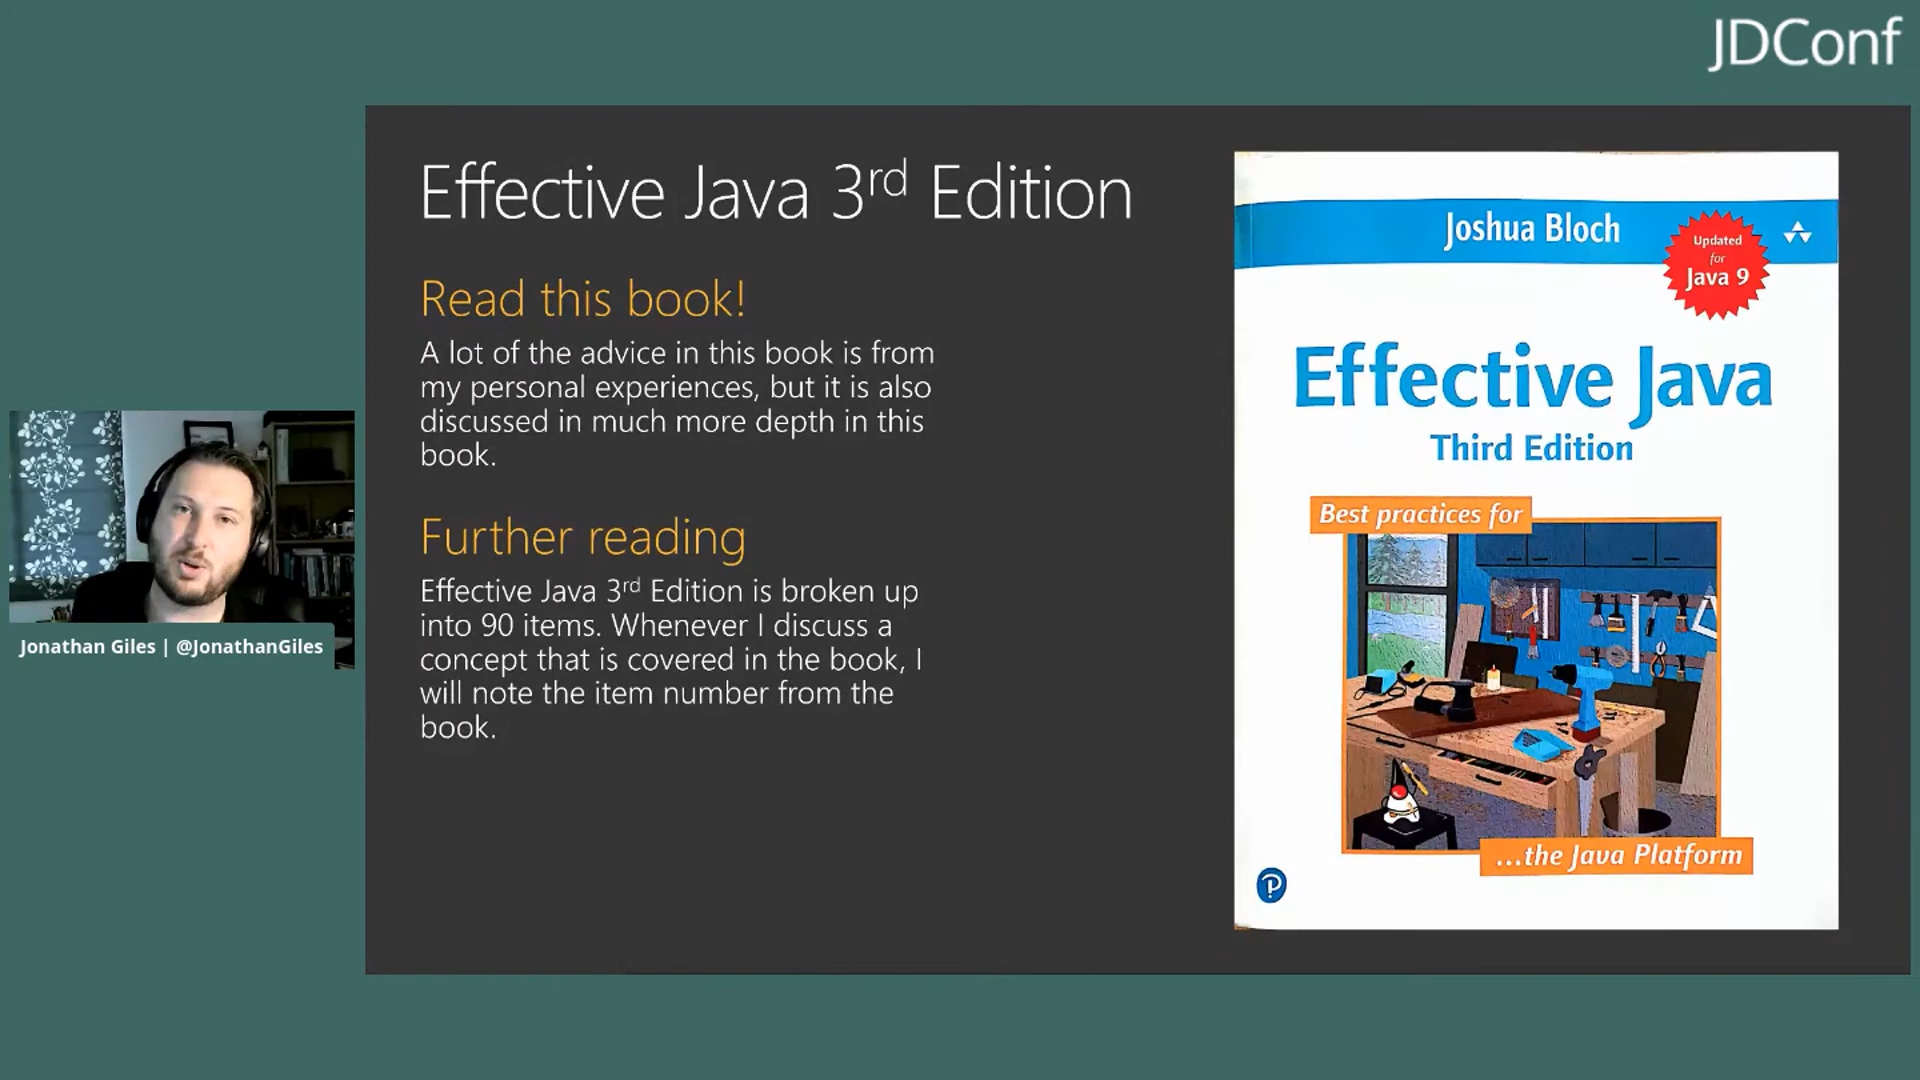 JDConf
Effective Java 3rd Edition
Read this book!
A lot of the advice in this book is from
my personal experiences, but it is also
discussed in much more depth in this
book.
Further reading
Effective Java 3rd Edition is broken up
into 90 items. Whenever I discuss a
concept that is covered in the book, I
will note the item number from the
book.
Joshua Bloch
Updated
for
Java 9
Effective Java
Third Edition
Best practices for
...the Java Platform
P
Jonathan Giles | @JonathanGiles